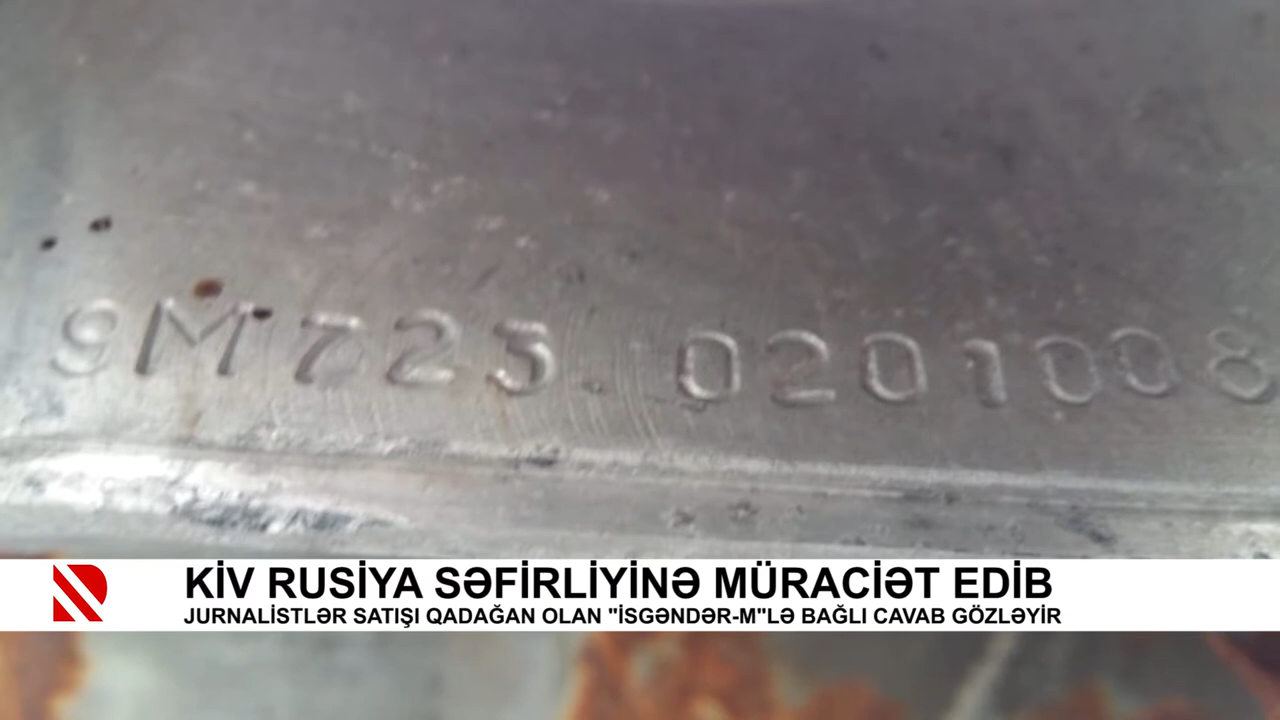 9M723 0201008
KİV RUSİYA SƏFİRLİYİNƏ MÜRACİƏT EDİB
JURNALİSTLƏR SATIŞI QADAĞAN OLAN "İSGƏNDƏR-M"LƏ BAĞLI CAVAB GÖZLƏYİR